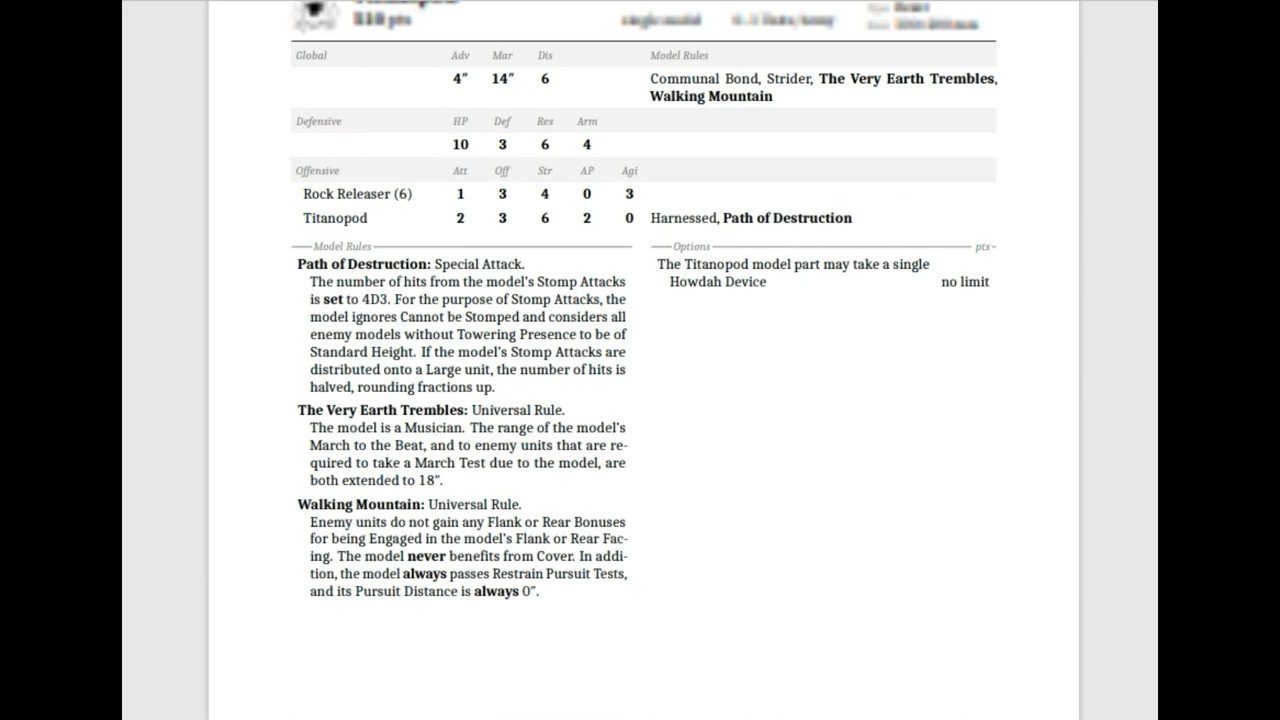 510 pts single model
Global Adv Mar Dis Model Rules
4″ 14″ 6 Communal Bond, Strider, The Very Earth Trembles,
Walking Mountain
Defensive HP Def Res Arm
10 3 6 4
Offensive Att Off Str AP Agi
Rock Releaser (6) 1 3 4 0 3
Titanopod 2 3 6 2 0 Harnessed, Path of Destruction
Model Rules
Path of Destruction: Special Attack.
The number of hits from the model’s Stomp Attacks
is set to 4D3. For the purpose of Stomp Attacks, the
model ignores Cannot be Stomped and considers all
enemy models without Towering Presence to be of
Standard Height. If the model’s Stomp Attacks are
distributed onto a Large unit, the number of hits is
halved, rounding fractions up.
The Very Earth Trembles: Universal Rule.
The model is a Musician. The range of the model’s
March to the Beat, and to enemy units that are re-
quired to take a March Test due to the model, are
both extended to 18″.
Walking Mountain: Universal Rule.
Enemy units do not gain any Flank or Rear Bonuses
for being Engaged in the model’s Flank or Rear Fac-
ing. The model never benefits from Cover. In addi-
tion, the model always passes Restrain Pursuit Tests,
and its Pursuit Distance is always 0″.
Options pts
The Titanopod model part may take a single
Howdah Device no limit